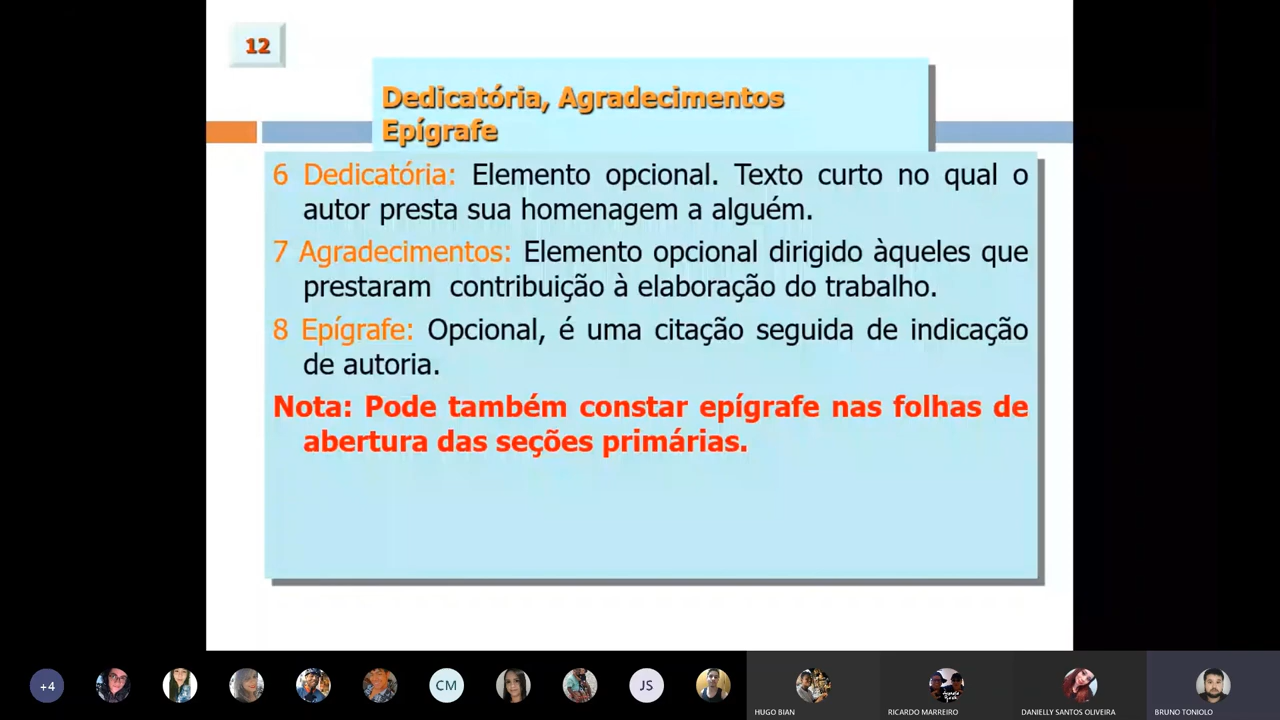 12
Dedicatória, Agradecimentos
Epígrafe
6 Dedicatória: Elemento opcional. Texto curto no qual o
autor presta sua homenagem a alguém.
7 Agradecimentos: Elemento opcional dirigido àqueles que
prestaram contribuição à elaboração do trabalho.
8 Epígrafe: Opcional, é uma citação seguida de indicação
de autoria.
Nota: Pode também constar epígrafe nas folhas de
abertura das seções primárias.
+4
CM
JS
HUGO BIAN
RICARDO MARREIRO
DANIELLY SANTOS OLIVEIRA
BRUNO TONIOLO